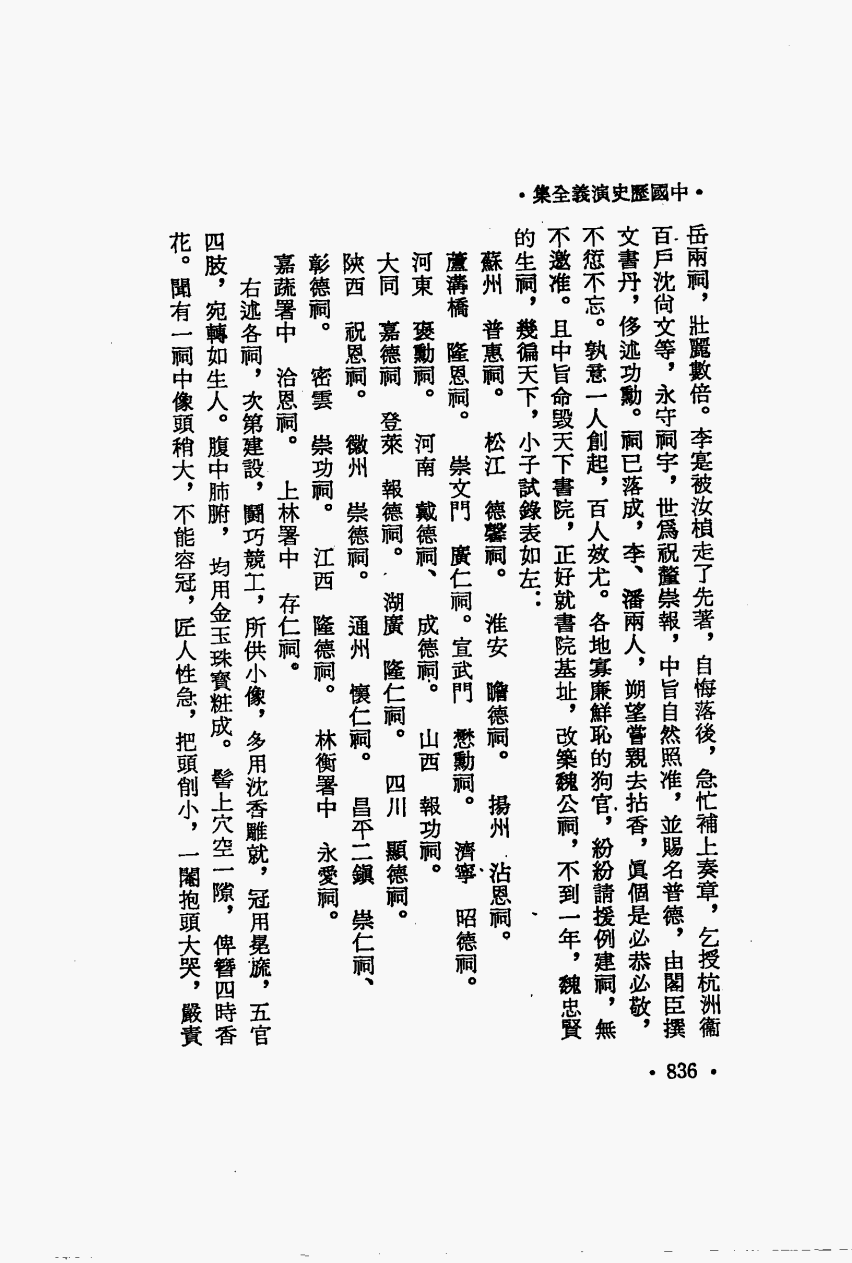 ·中國歷史演義全集·
岳兩祠，壯麗數倍。李寔被汝楨走了先著，自悔落後，急忙補上奏章，乞授杭洲衞
百戶沈尙文等，永守祠宇，世爲祝釐崇報，中旨自然照准，並賜名普德，由閣臣撰
文書丹，侈述功勳。祠已落成，李、潘兩人，朔望嘗親去拈香，眞個是必恭必敬，
不愆不忘。孰意一人創起，百人效尤。各地寡廉鮮恥的狗官，紛紛請援例建祠，無
不邀准。且中旨命毀天下書院，正好就書院基址，改築魏公祠，不到一年，魏忠賢
的生祠，幾徧天下，小子試錄表如左：
蘇州　普惠祠。　松江　德馨祠。　淮安　瞻德祠。　揚州　沾恩祠。
蘆溝橋　隆恩祠。　崇文門　廣仁祠。宣武門　懋勳祠。　濟寧　昭德祠。
河東　褒勳祠。　河南　戴德祠、　成德祠。　山西　報功祠。
大同　嘉德祠　登萊　報德祠。　湖廣　隆仁祠。　四川　顯德祠。
陝西　祝恩祠。　徽州　崇德祠。　通州　懷仁祠。　昌平二鎭　崇仁祠、
彰德祠。　密雲　崇功祠。　江西　隆德祠。　林衡署中　永愛祠。
嘉蔬署中　洽恩祠。　上林署中　存仁祠。
右述各祠，次第建設，鬪巧競工，所供小像，多用沈香雕就，冠用冕旒，五官
四肢，宛轉如生人。腹中肺腑，均用金玉珠寶粧成。髻上穴空一隙，俾簪四時香
花。聞有一祠中像頭稍大，不能容冠，匠人性急，把頭削小，一閹抱頭大哭，嚴責
·836·